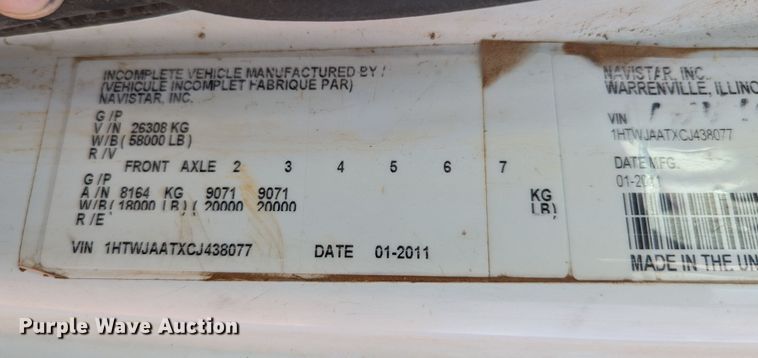 INCOMPLETE VEHICLE MANUFACTURED BY /
(VEHICULE INCOMPLET FABRIQUE PAR)
NAVISTAR, INC.
G / P
V / N 26308 KG
W/B ( 58000 LB )
R / V
FRONT AXLE 2 3 4 5 6 7
G / P
A / N 8164 KG 9071 9071 KG
W/B ( 18000 LB ) ( 20000 20000 LB )
R / E
VIN 1HTWJAATXCJ438077 DATE 01-2011
NAVISTAR, INC.
WARRENVILLE, ILLINO
VIN
1HTWJAATXCJ438077
DATE MFG.
01-2011
MADE IN THE UN
Purple Wave Auction